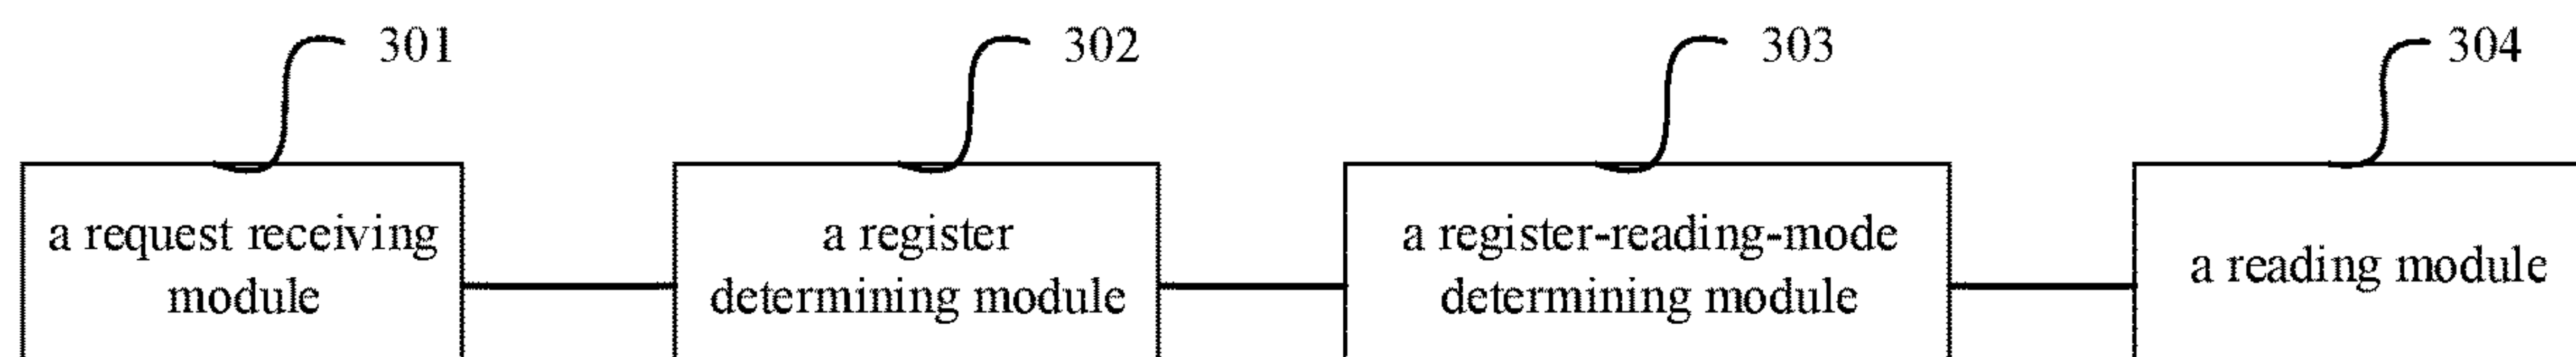 301
302
303
304
a request receiving
module
a register
determining module
a register-reading-mode
determining module
a reading module